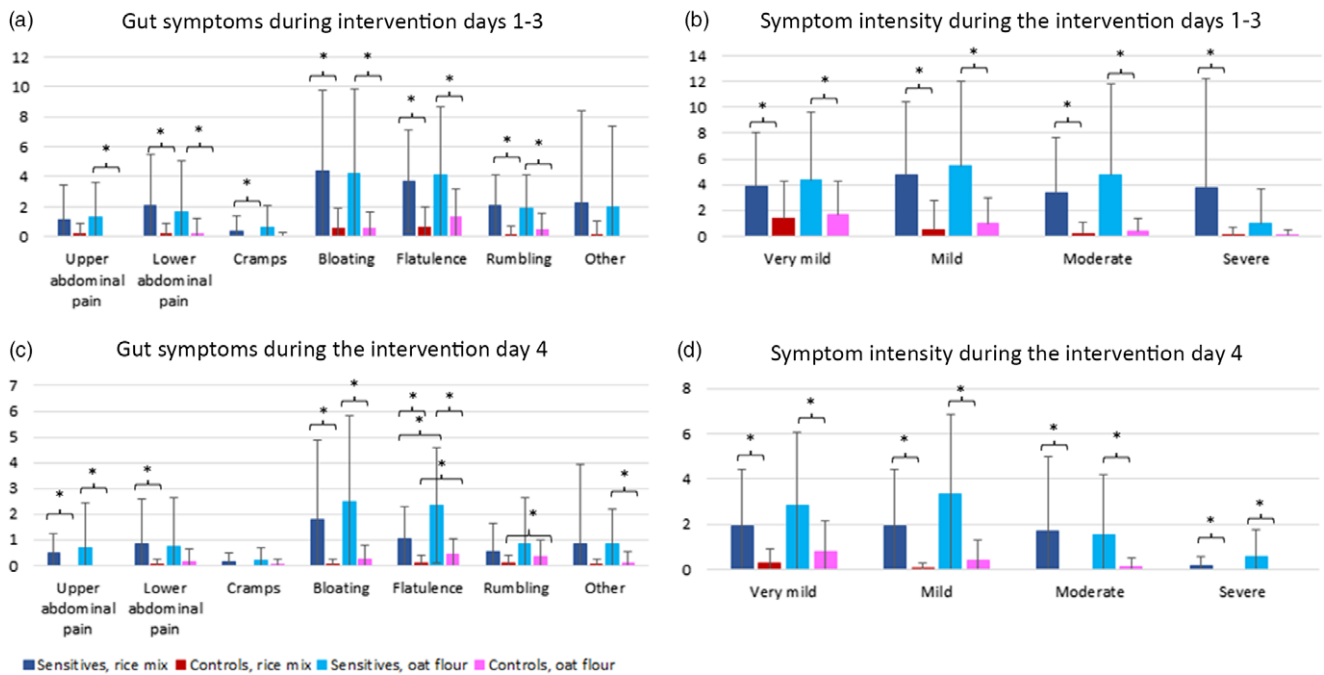 (a) Gut symptoms during intervention days 1-3
12
10
8
6
4
2
0
* * * * * * * * * * *
Upper abdominal pain
Lower abdominal pain
Cramps
Bloating
Flatulence
Rumbling
Other
(b) Symptom intensity during the intervention days 1-3
14
12
10
8
6
4
2
0
* * * * * * *
Very mild
Mild
Moderate
Severe
(c) Gut symptoms during the intervention day 4
7
6
5
4
3
2
1
0
* * * * * * * * * * *
Upper abdominal pain
Lower abdominal pain
Cramps
Bloating
Flatulence
Rumbling
Other
(d) Symptom intensity during the intervention day 4
8
6
4
2
0
* * * * * * * *
Very mild
Mild
Moderate
Severe
Sensitives, rice mix Controls, rice mix Sensitives, oat flour Controls, oat flour